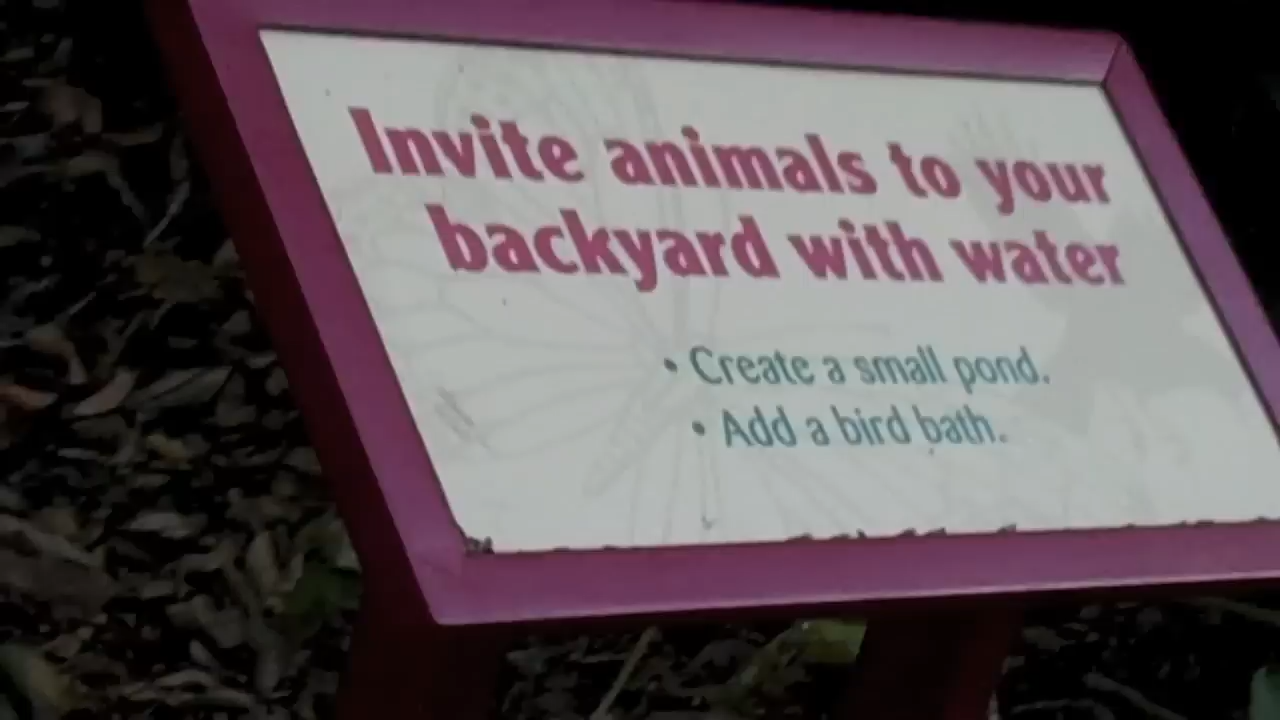 Invite animals to your
backyard with water
• Create a small pond.
• Add a bird bath.